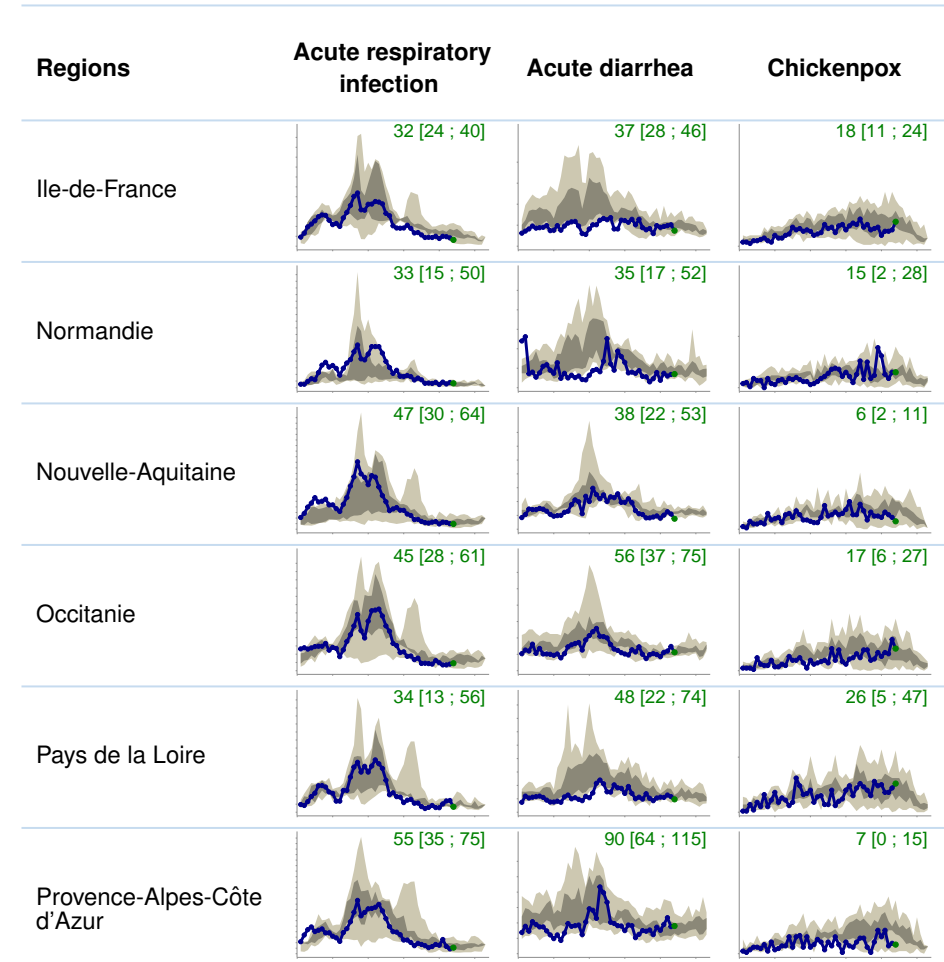 Regions
Acute respiratory
infection
Acute diarrhea
Chickenpox
Ile-de-France
32 [24 ; 40]
37 [28 ; 46]
18 [11 ; 24]
Normandie
33 [15 ; 50]
35 [17 ; 52]
15 [2 ; 28]
Nouvelle-Aquitaine
47 [30 ; 64]
38 [22 ; 53]
6 [2 ; 11]
Occitanie
45 [28 ; 61]
56 [37 ; 75]
17 [6 ; 27]
Pays de la Loire
34 [13 ; 56]
48 [22 ; 74]
26 [5 ; 47]
Provence-Alpes-Côte
d'Azur
55 [35 ; 75]
90 [64 ; 115]
7 [0 ; 15]